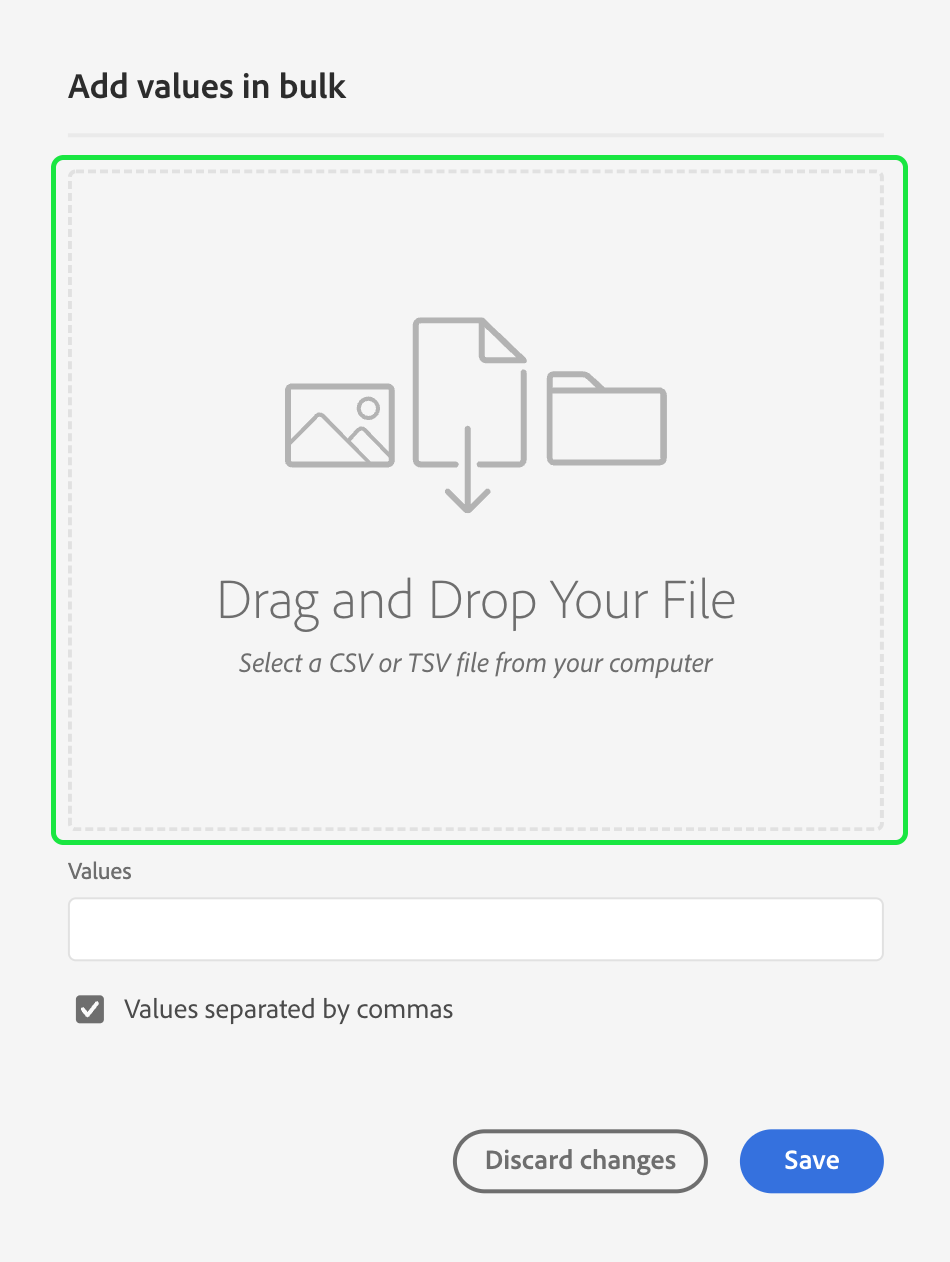 Add values in bulk
Drag and Drop Your File
Select a CSV or TSV file from your computer
Values
Values separated by commas
Discard changes
Save